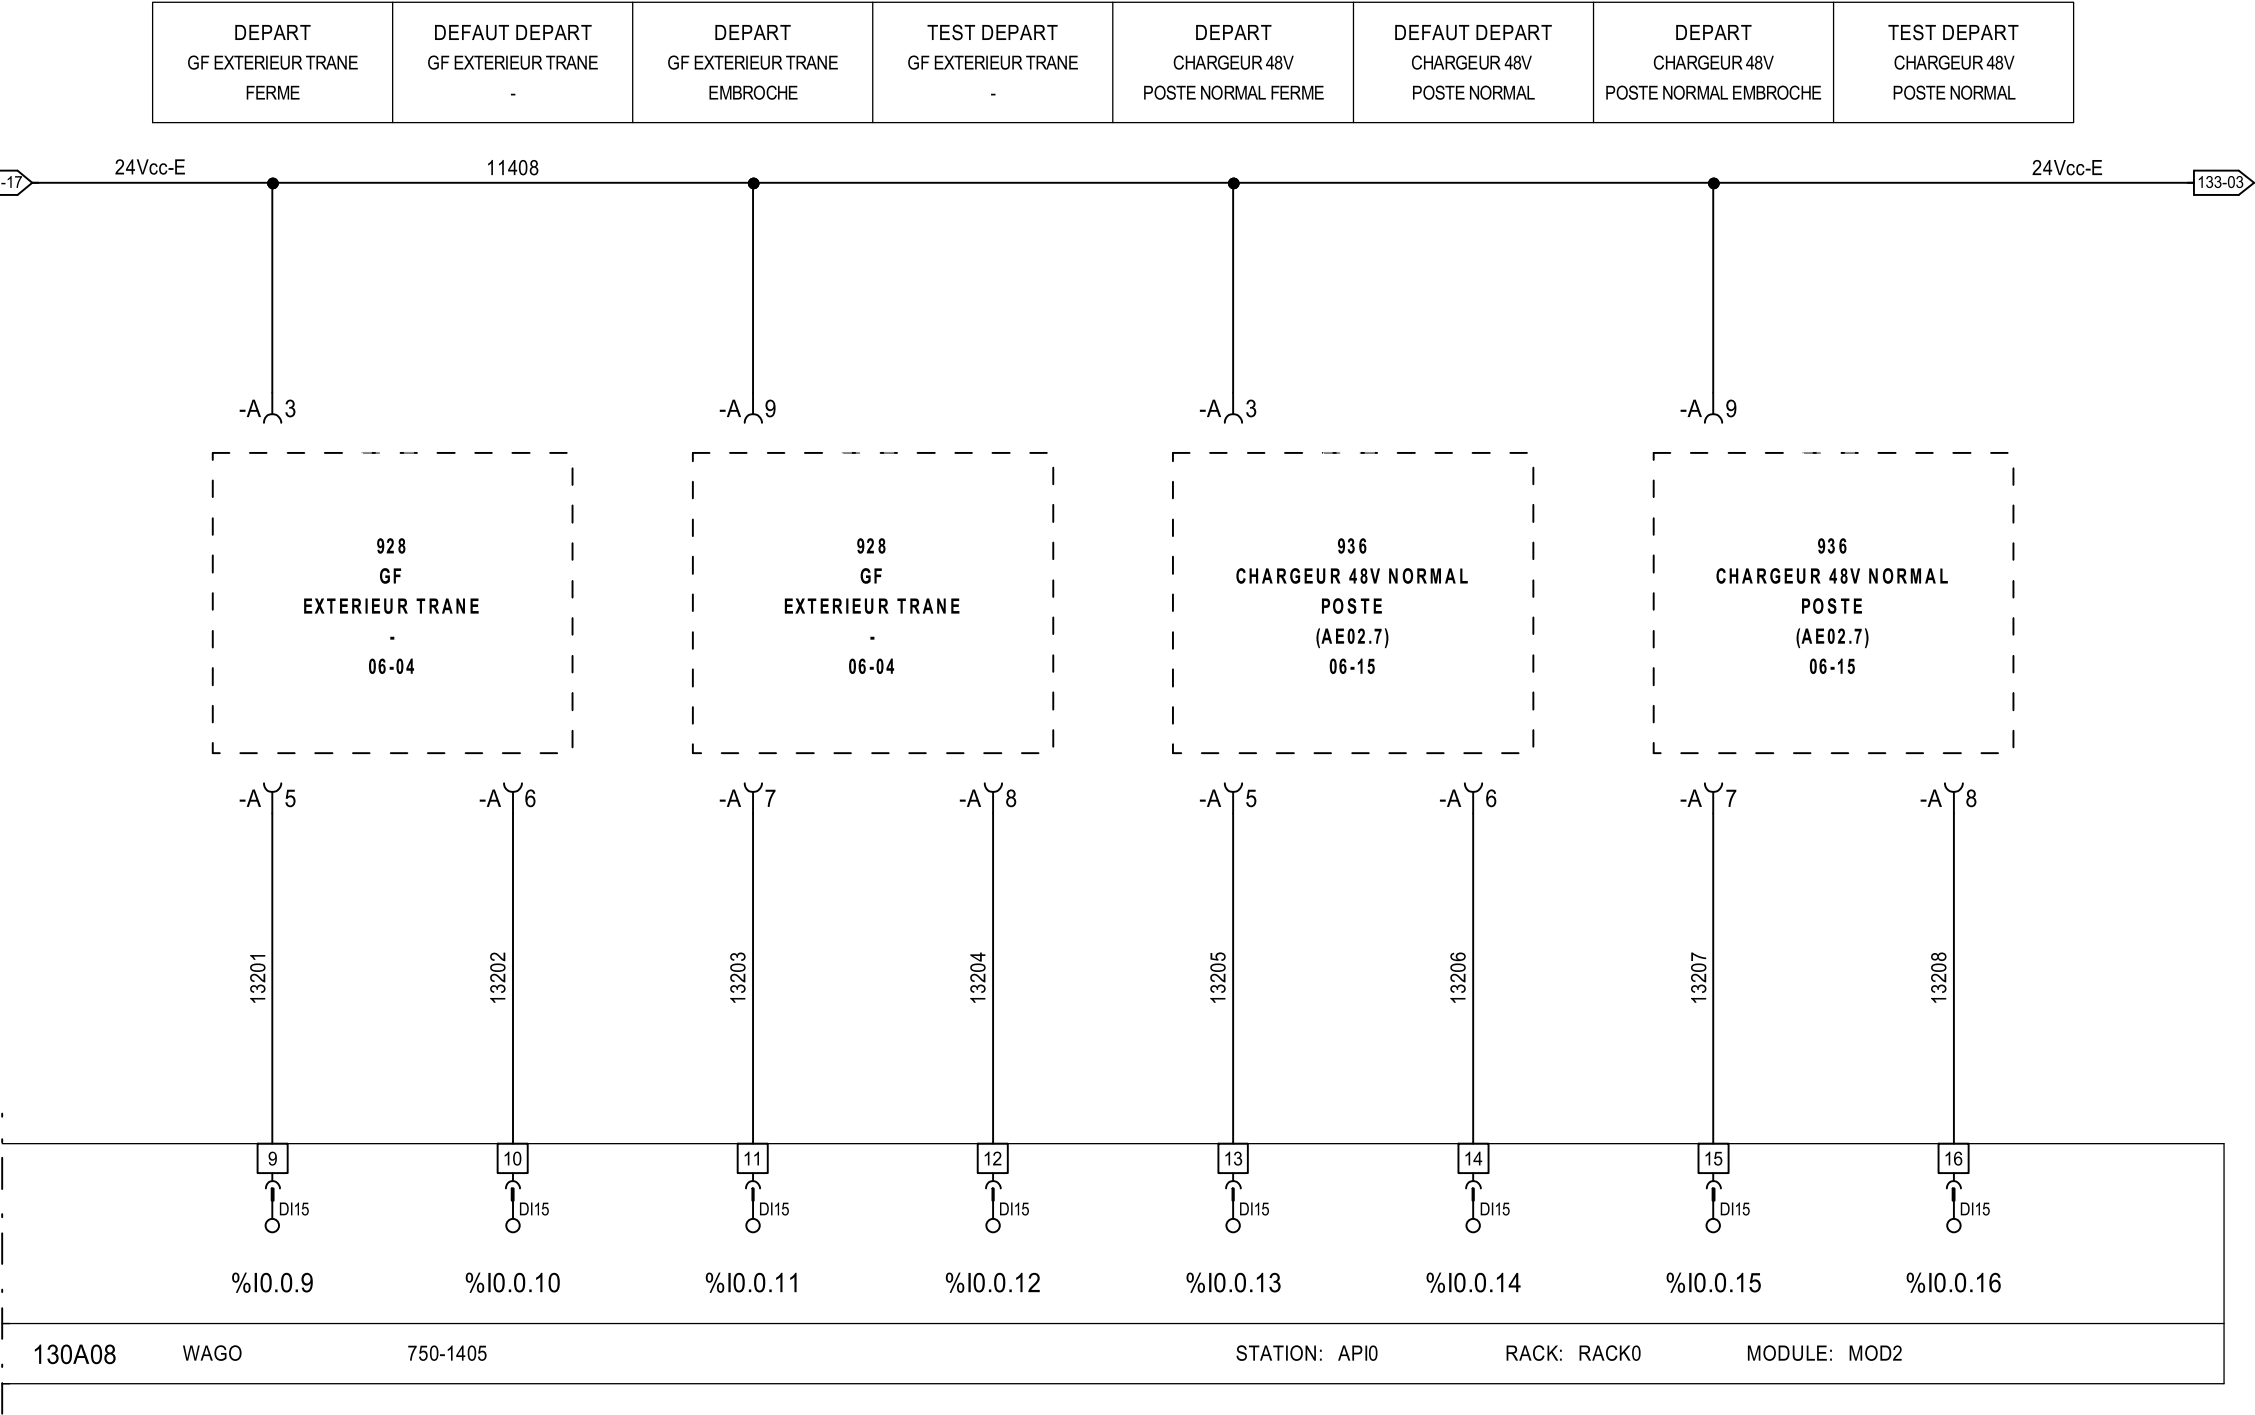 DEPART
GF EXTERIEUR TRANE
FERME
DEFAUT DEPART
GF EXTERIEUR TRANE
-
DEPART
GF EXTERIEUR TRANE
EMBROCHE
TEST DEPART
GF EXTERIEUR TRANE
-
DEPART
CHARGEUR 48V
POSTE NORMAL FERME
DEFAUT DEPART
CHARGEUR 48V
POSTE NORMAL
DEPART
CHARGEUR 48V
POSTE NORMAL EMBROCHE
TEST DEPART
CHARGEUR 48V
POSTE NORMAL
-17 24Vcc-E 11408 24Vcc-E 133-03
-A 3 -A 9 -A 3 -A 9
928
GF
EXTERIEUR TRANE
-
06-04
928
GF
EXTERIEUR TRANE
-
06-04
936
CHARGEUR 48V NORMAL
POSTE
(AE02.7)
06-15
936
CHARGEUR 48V NORMAL
POSTE
(AE02.7)
06-15
-A 5 -A 6 -A 7 -A 8 -A 5 -A 6 -A 7 -A 8
13201 13202 13203 13204 13205 13206 13207 13208
9 10 11 12 13 14 15 16
DI15 DI15 DI15 DI15 DI15 DI15 DI15 DI15
%I0.0.9 %I0.0.10 %I0.0.11 %I0.0.12 %I0.0.13 %I0.0.14 %I0.0.15 %I0.0.16
130A08 WAGO 750-1405 STATION: API0 RACK: RACK0 MODULE: MOD2